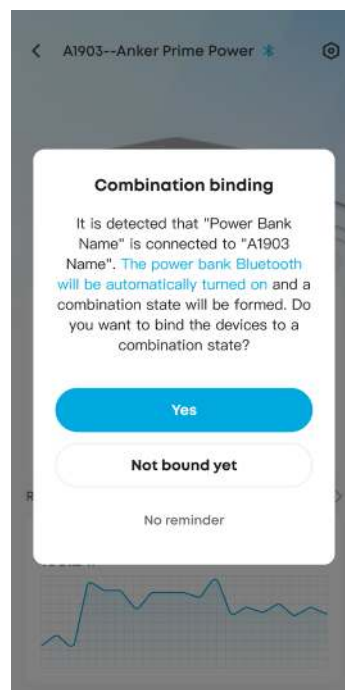 A1903--Anker Prime Power
Combination binding
It is detected that "Power Bank
Name" is connected to "A1903
Name". The power bank Bluetooth
will be automatically turned on and a
combination state will be formed. Do
you want to bind the devices to a
combination state?
Yes
Not bound yet
R
No reminder